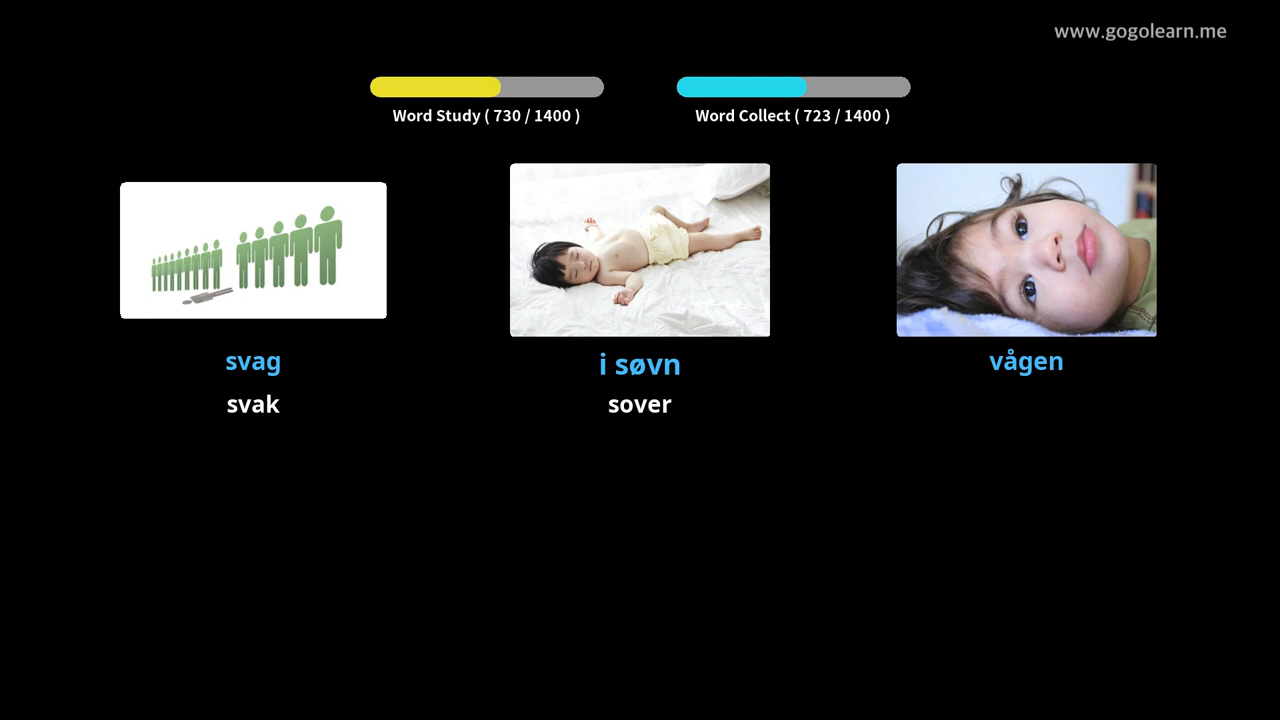 www.gogolearn.me
Word Study ( 730 / 1400 )
Word Collect ( 723 / 1400 )
svag
i søvn
vågen
svak
sover